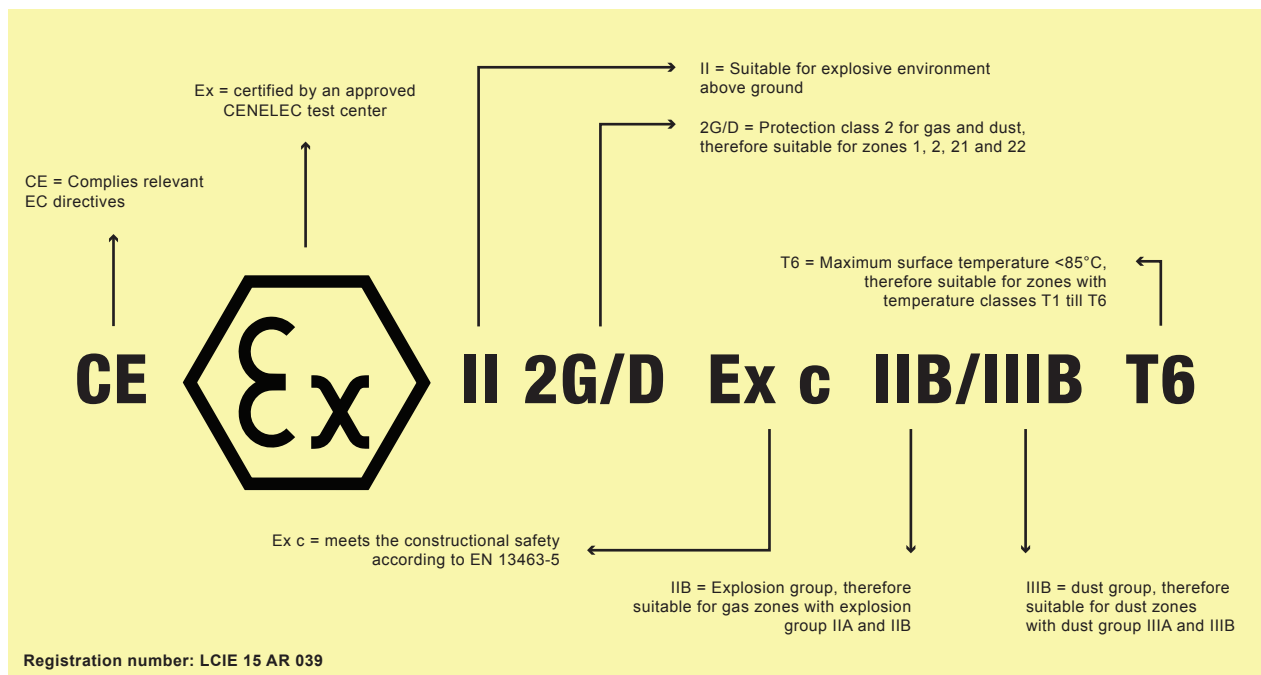 II = Suitable for explosive environment
above ground
Ex = certified by an approved
CENELEC test center
2G/D = Protection class 2 for gas and dust,
therefore suitable for zones 1, 2, 21 and 22
CE = Complies relevant
EC directives
T6 = Maximum surface temperature <85°C,
therefore suitable for zones with
temperature classes T1 till T6
CE Ex II 2G/D Ex c IIB/IIIB T6
Ex c = meets the constructional safety
according to EN 13463-5
IIB = Explosion group, therefore
suitable for gas zones with explosion
group IIA and IIB
IIIB = dust group, therefore
suitable for dust zones
with dust group IIIA and IIIB
Registration number: LCIE 15 AR 039